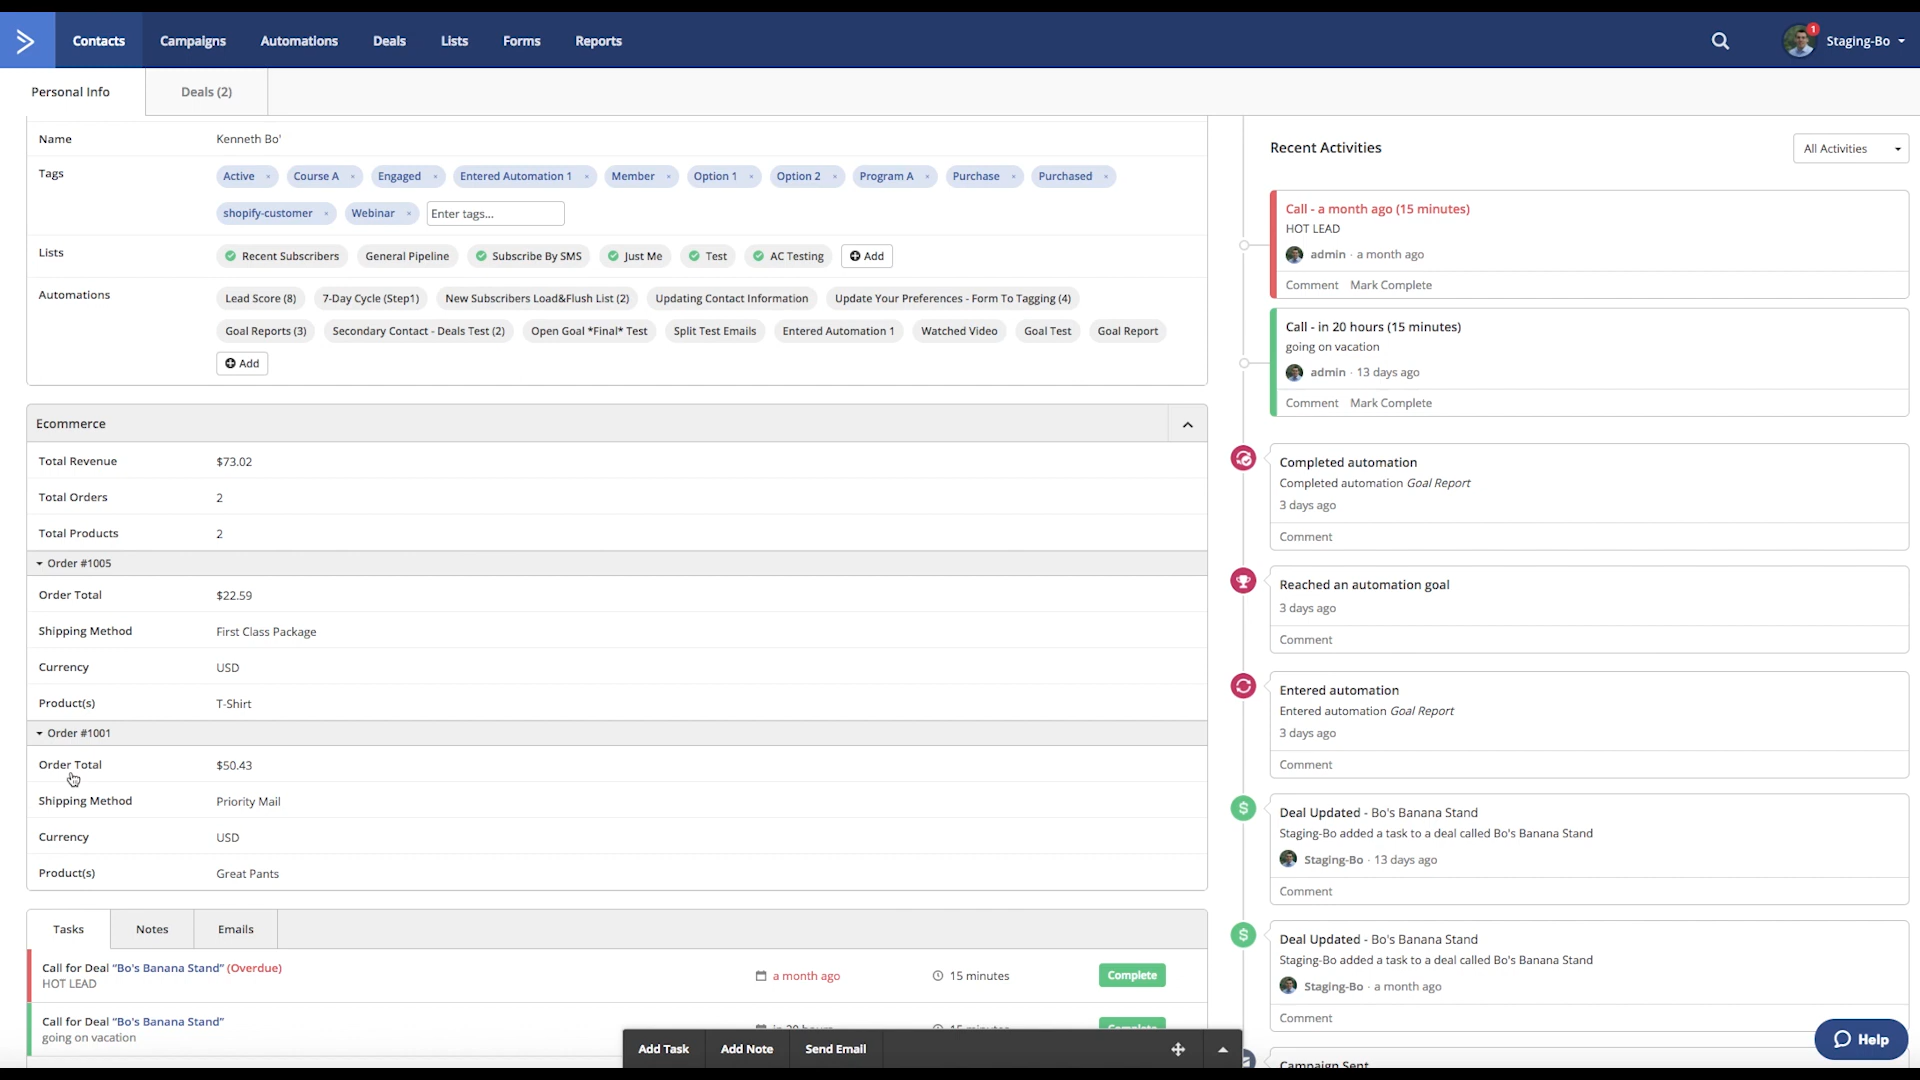 Contacts Campaigns Automations Deals Lists Forms Reports 1 Staging-Bo
Personal Info Deals (2)
Name Kenneth Bo'
Tags Active × Course A × Engaged × Entered Automation 1 × Member × Option 1 × Option 2 × Program A × Purchase × Purchased ×
shopify-customer × Webinar × Enter tags...
Lists Recent Subscribers General Pipeline Subscribe By SMS Just Me Test AC Testing Add
Automations Lead Score (8) 7-Day Cycle (Step1) New Subscribers Load&Flush List (2) Updating Contact Information Update Your Preferences - Form To Tagging (4)
Goal Reports (3) Secondary Contact - Deals Test (2) Open Goal *Final* Test Split Test Emails Entered Automation 1 Watched Video Goal Test Goal Report
Add
Ecommerce
Total Revenue $73.02
Total Orders 2
Total Products 2
Order #1005
Order Total $22.59
Shipping Method First Class Package
Currency USD
Product(s) T-Shirt
Order #1001
Order Total $50.43
Shipping Method Priority Mail
Currency USD
Product(s) Great Pants
Tasks Notes Emails
Call for Deal "Bo's Banana Stand" (Overdue) a month ago 15 minutes Complete
HOT LEAD
Call for Deal "Bo's Banana Stand" in 20 hours 15 minutes Complete
going on vacation
Add Task Add Note Send Email
Recent Activities All Activities
Call - a month ago (15 minutes)
HOT LEAD
admin · a month ago
Comment Mark Complete
Call - in 20 hours (15 minutes)
going on vacation
admin · 13 days ago
Comment Mark Complete
Completed automation
Completed automation Goal Report
3 days ago
Comment
Reached an automation goal
3 days ago
Comment
Entered automation
Entered automation Goal Report
3 days ago
Comment
$ Deal Updated - Bo's Banana Stand
Staging-Bo added a task to a deal called Bo's Banana Stand
Staging-Bo · 13 days ago
Comment
$ Deal Updated - Bo's Banana Stand
Staging-Bo added a task to a deal called Bo's Banana Stand
Staging-Bo · a month ago
Comment
Campaign Sent
Help